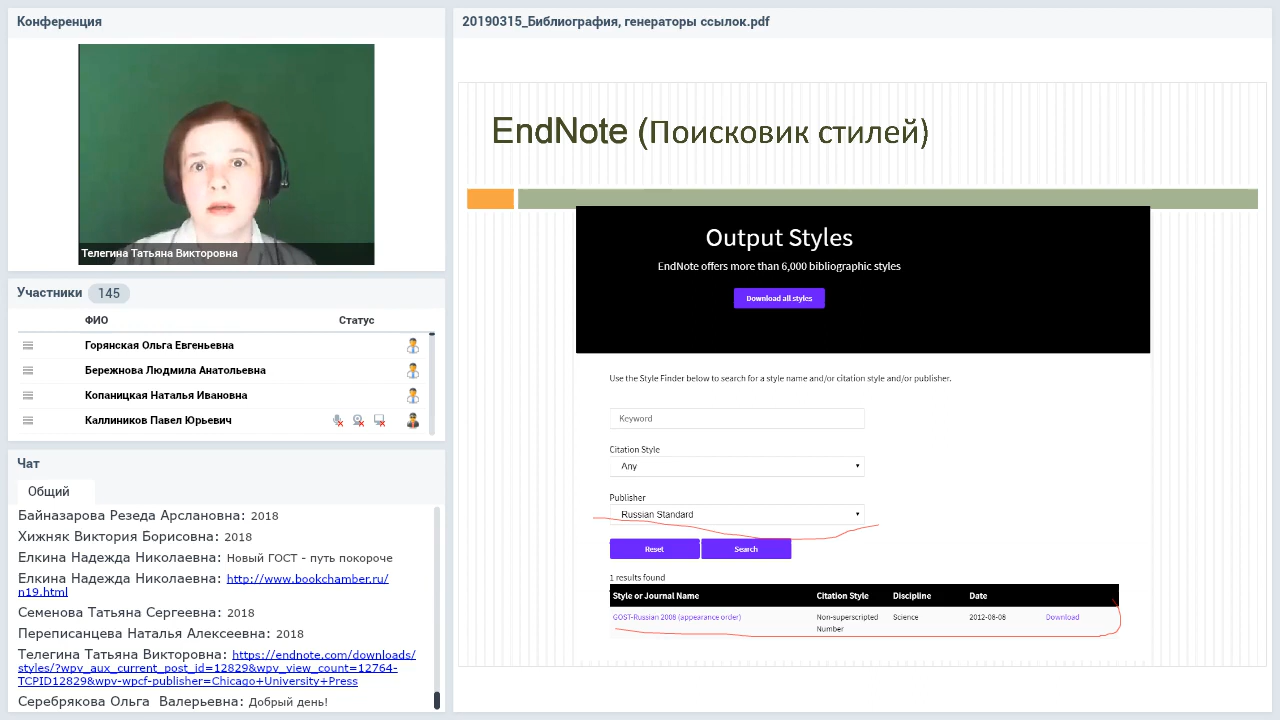 Конференция
Телегина Татьяна Викторовна
Участники 145
ФИО Статус
Горянская Ольга Евгеньевна
Бережнова Людмила Анатольевна
Копаницкая Наталья Ивановна
Каллиников Павел Юрьевич
Чат
Общий
Байназарова Резеда Арслановна: 2018
Хижняк Виктория Борисовна: 2018
Елкина Надежда Николаевна: Новый ГОСТ - путь покороче
Елкина Надежда Николаевна: http://www.bookchamber.ru/
n19.html
Семенова Татьяна Сергеевна: 2018
Переписанцева Наталья Алексеевна: 2018
Телегина Татьяна Викторовна: https://endnote.com/downloads/
styles/?wpv_aux_current_post_id=12829&wpv_view_count=12764-
TCPID12829&wpv-wpcf-publisher=Chicago+University+Press
Серебрякова Ольга Валерьевна: Добрый день!
20190315_Библиография, генераторы ссылок.pdf
EndNote (Поисковик стилей)
Output Styles
EndNote offers more than 6,000 bibliographic styles
Download all styles
Use the Style Finder below to search for a style name and/or citation style and/or publisher.
Keyword
Citation Style
Any
Publisher
Russian Standard
Reset Search
1 results found
Style or Journal Name Citation Style Discipline Date
GOST-Russian 2008 (appearance order) Non-superscripted Science 2012-08-08 Download
Number